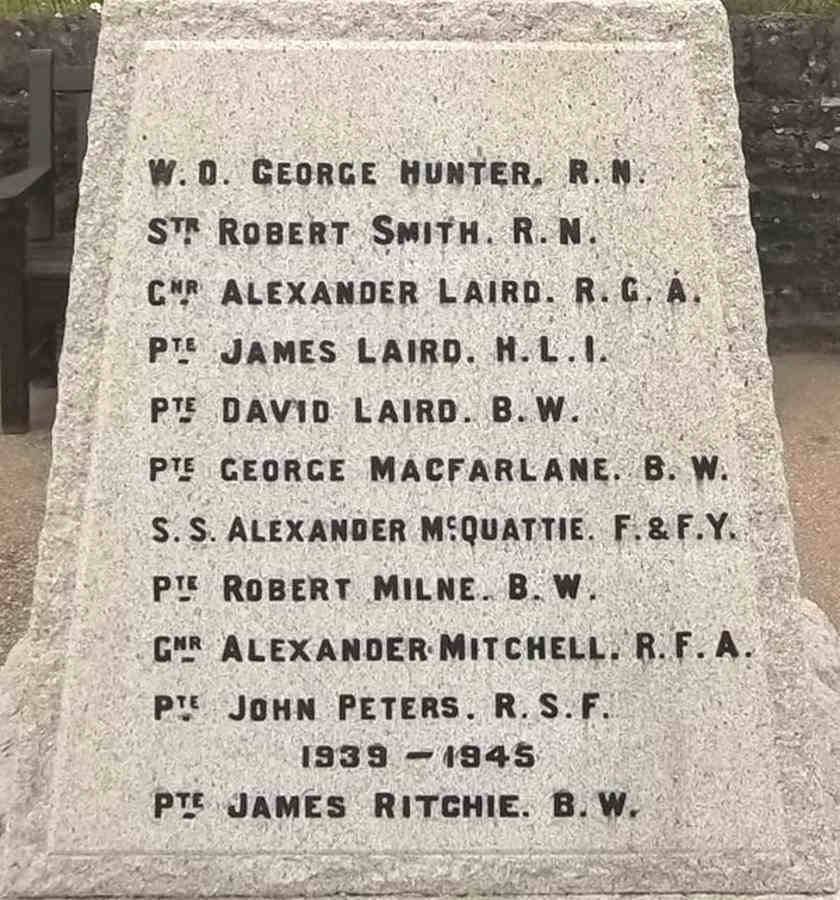 W. O. GEORGE HUNTER. R. N.
STR ROBERT SMITH. R. N.
GNR ALEXANDER LAIRD. R. G. A.
PTE JAMES LAIRD. H. L. I.
PTE DAVID LAIRD. B. W.
PTE GEORGE MACFARLANE. B. W.
S. S. ALEXANDER McQUATTIE. F. & F. Y.
PTE ROBERT MILNE. B. W.
GNR ALEXANDER MITCHELL. R. F. A.
PTE JOHN PETERS. R. S. F.
1939 – 1945
PTE JAMES RITCHIE. B. W.